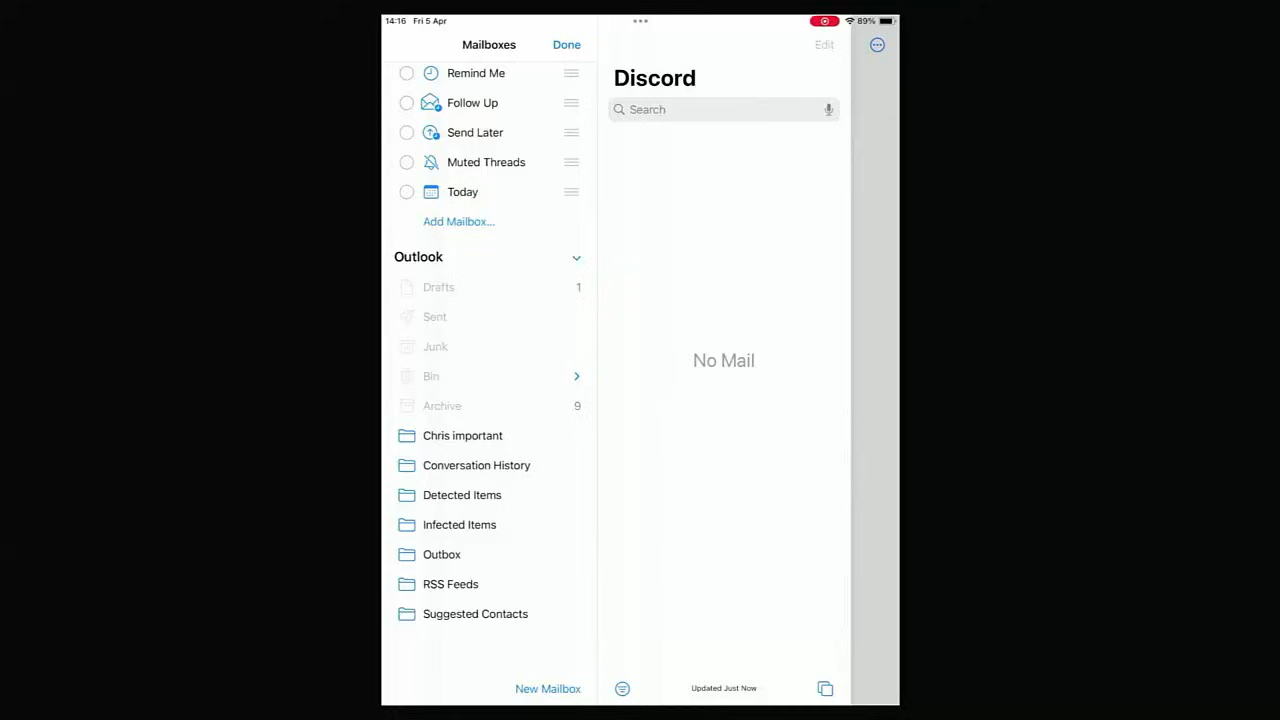 14:16 Fri 5 Apr
89%
Mailboxes
Done
Remind Me
Follow Up
Send Later
Muted Threads
Today
Add Mailbox...
Outlook
Drafts 1
Sent
Junk
Bin
Archive 9
Chris important
Conversation History
Detected Items
Infected Items
Outbox
RSS Feeds
Suggested Contacts
New Mailbox
Edit
Discord
Search
No Mail
Updated Just Now